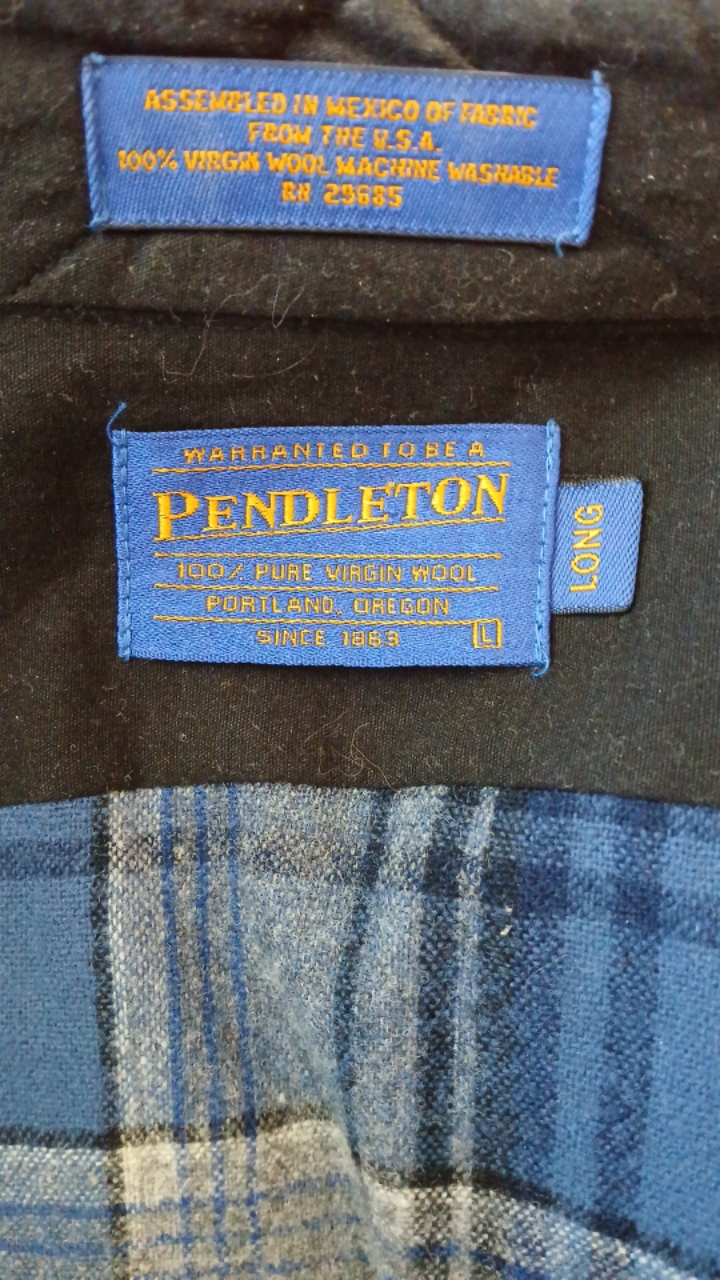 ASSEMBLED IN MEXICO OF FABRIC
FROM THE U.S.A.
100% VIRGIN WOOL MACHINE WASHABLE
RN 29685
WARRANTED TO BE A
PENDLETON
100% PURE VIRGIN WOOL
PORTLAND, OREGON
SINCE 1863
L
LONG